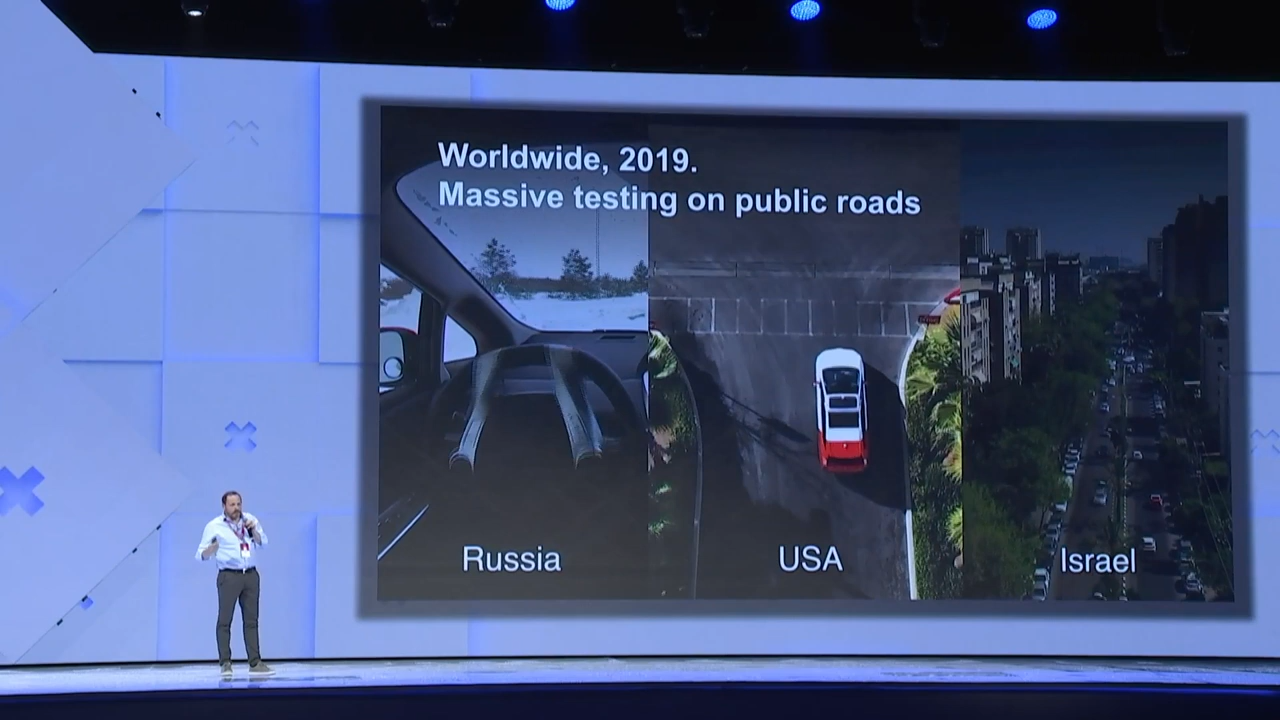 Worldwide, 2019.
Massive testing on public roads
Russia
USA
Israel